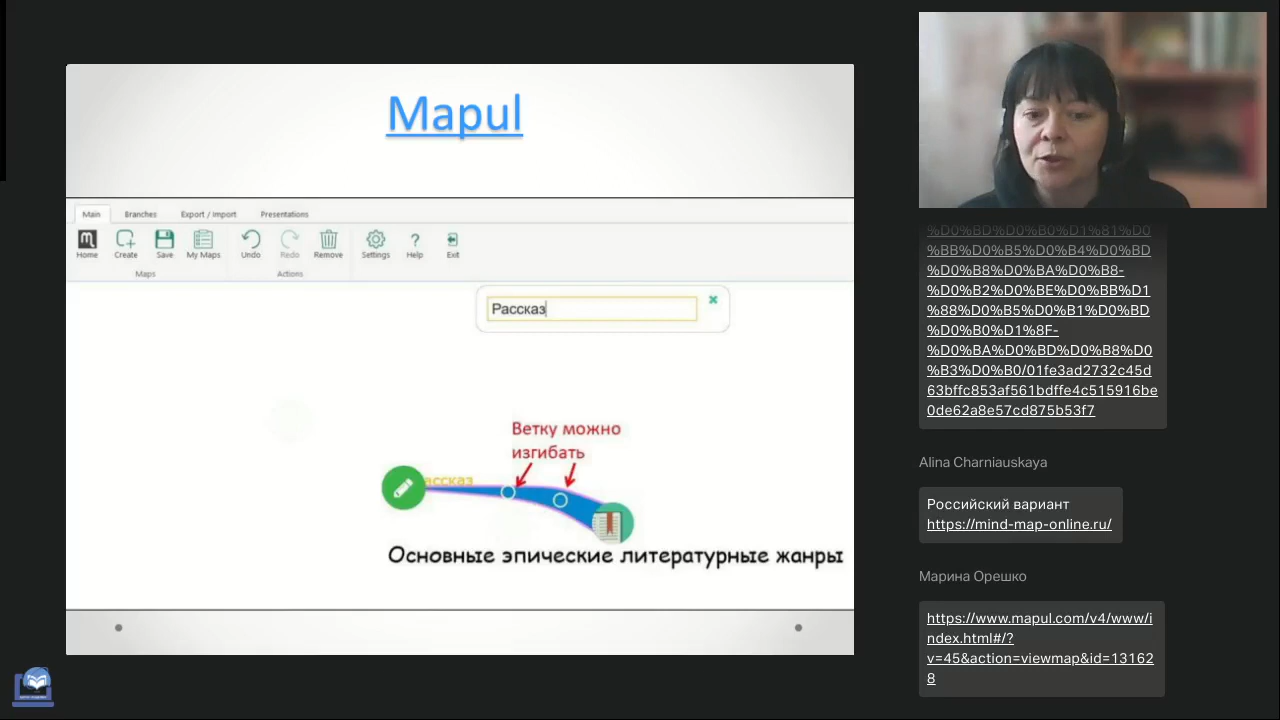 Mapul
Main Branches Export / Import Presentations
Home Create Save My Maps Undo Redo Remove Settings Help Exit
Maps Actions
Рассказ
Ветку можно
изгибать
ассказ
Основные эпические литературные жанры
%D0%BD%D0%B0%D1%81%D0
%BB%D0%B5%D0%B4%D0%BD
%D0%B8%D0%BA%D0%B8-
%D0%B2%D0%BE%D0%BB%D1
%88%D0%B5%D0%B1%D0%BD
%D0%B0%D1%8F-
%D0%BA%D0%BD%D0%B8%D0
%B3%D0%B0/01fe3ad2732c45d
63bffc853af561bdffe4c515916be
0de62a8e57cd875b53f7
Alina Charniauskaya
Российский вариант
https://mind-map-online.ru/
Марина Орешко
https://www.mapul.com/v4/www/i
ndex.html#/?
v=45&action=viewmap&id=13162
8